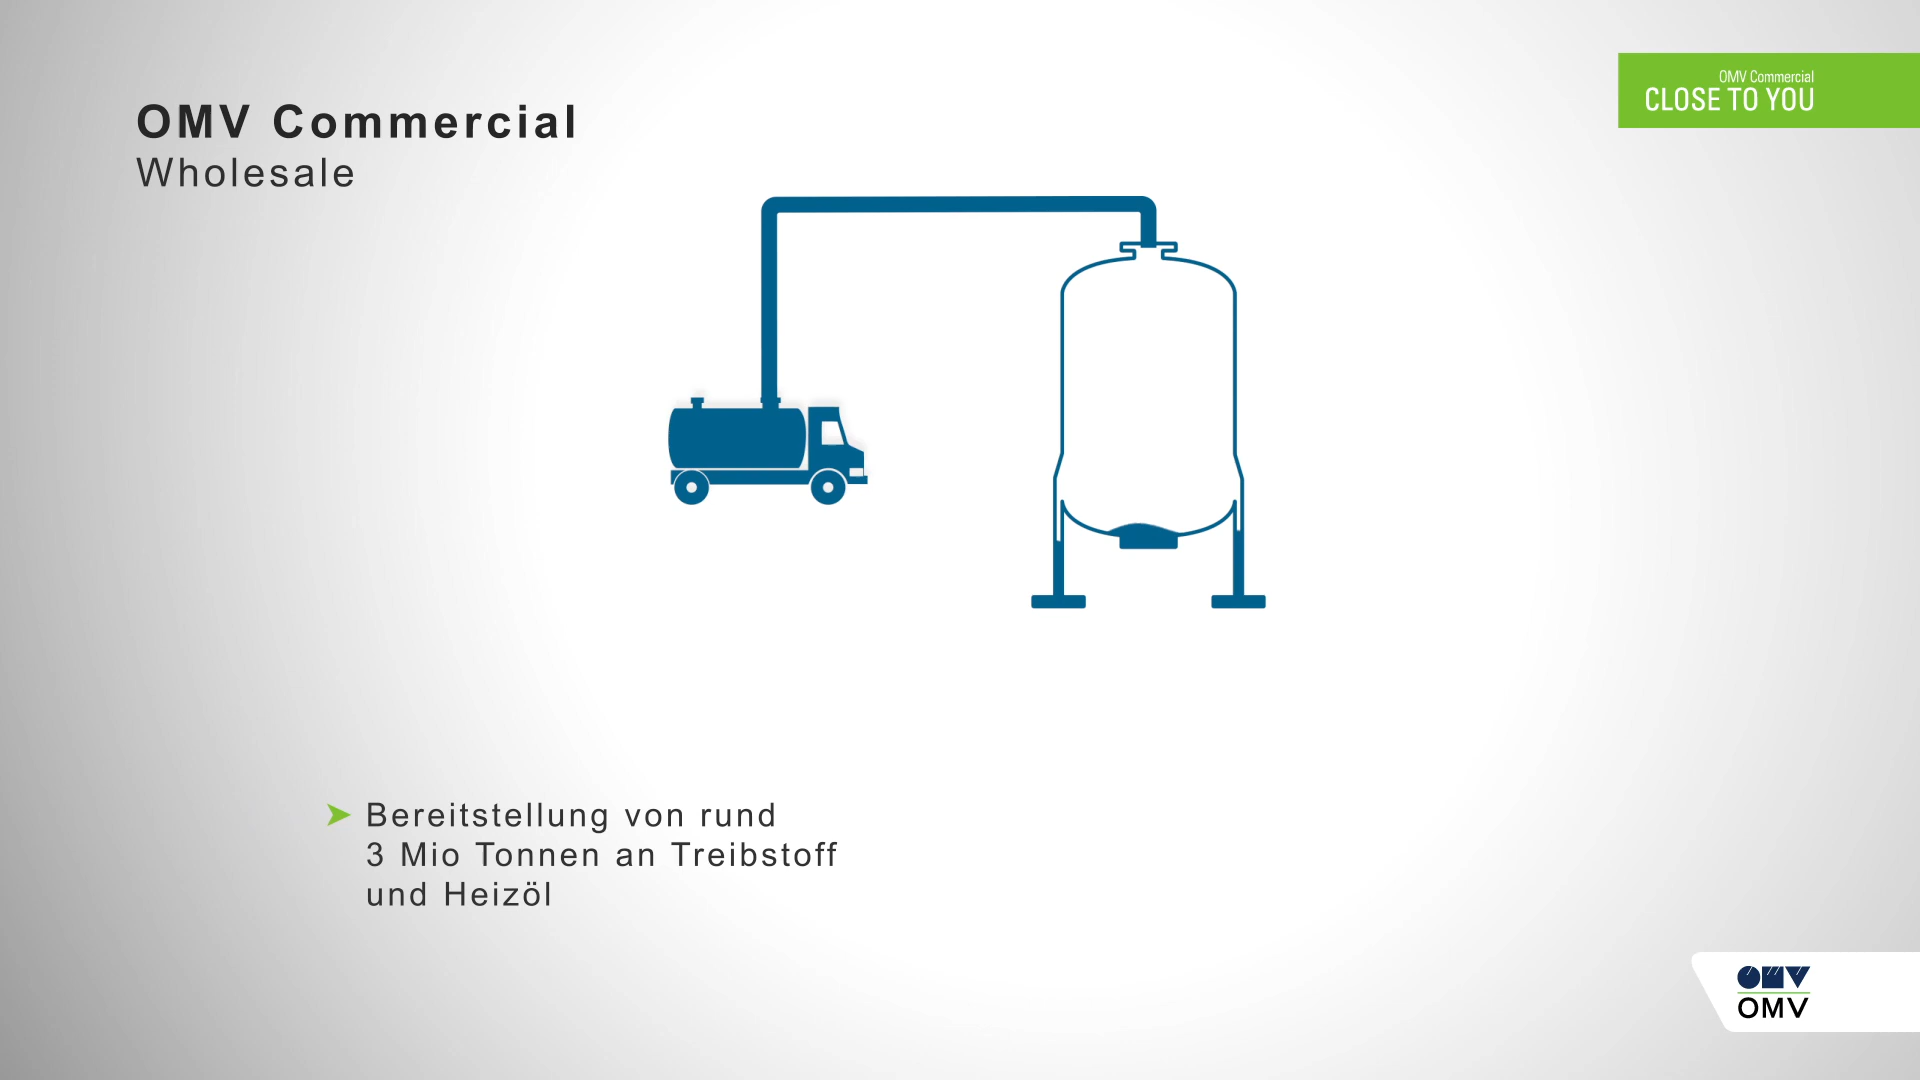 OMV Commercial
Wholesale
OMV Commercial
CLOSE TO YOU
➤ Bereitstellung von rund
3 Mio Tonnen an Treibstoff
und Heizöl
OMV
OMV